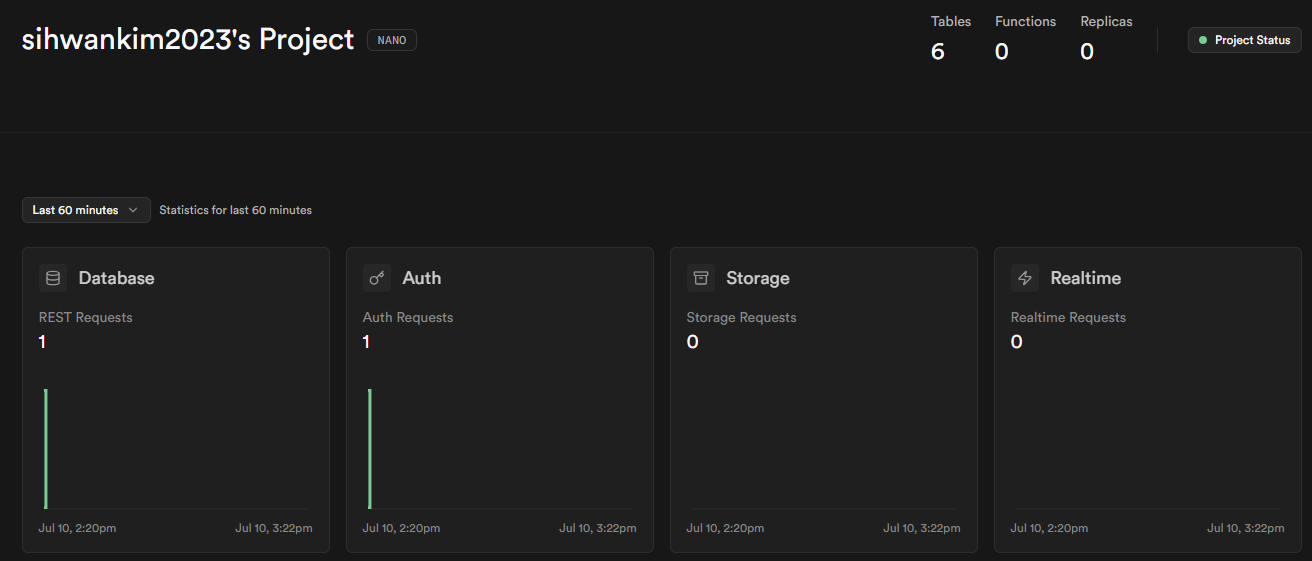 sihwankim2023's Project NANO
Tables Functions Replicas
6 0 0
Project Status
Last 60 minutes Statistics for last 60 minutes
Database
REST Requests
1
Jul 10, 2:20pm Jul 10, 3:22pm
Auth
Auth Requests
1
Jul 10, 2:20pm Jul 10, 3:22pm
Storage
Storage Requests
0
Jul 10, 2:20pm Jul 10, 3:22pm
Realtime
Realtime Requests
0
Jul 10, 2:20pm Jul 10, 3:22pm